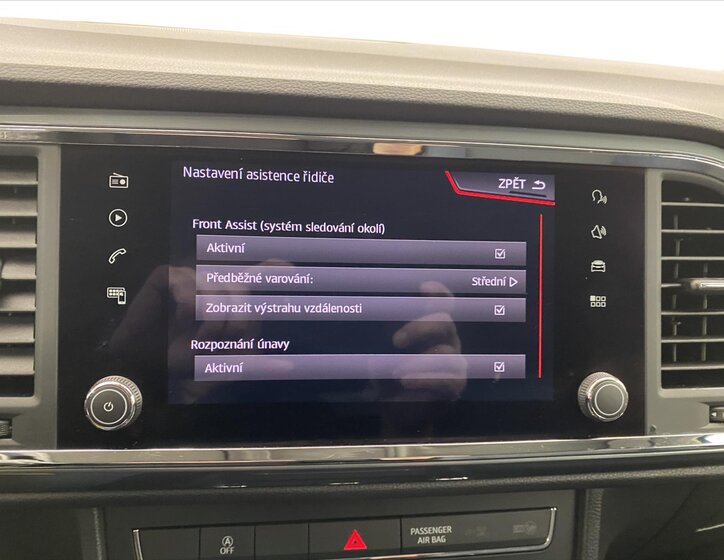 Nastavení asistence řidiče
ZPĚT
Front Assist (systém sledování okolí)
Aktivní
Předběžné varování:
Střední
Zobrazit výstrahu vzdálenosti
Rozpoznání únavy
Aktivní
A
OFF
PASSENGER
AIR BAG